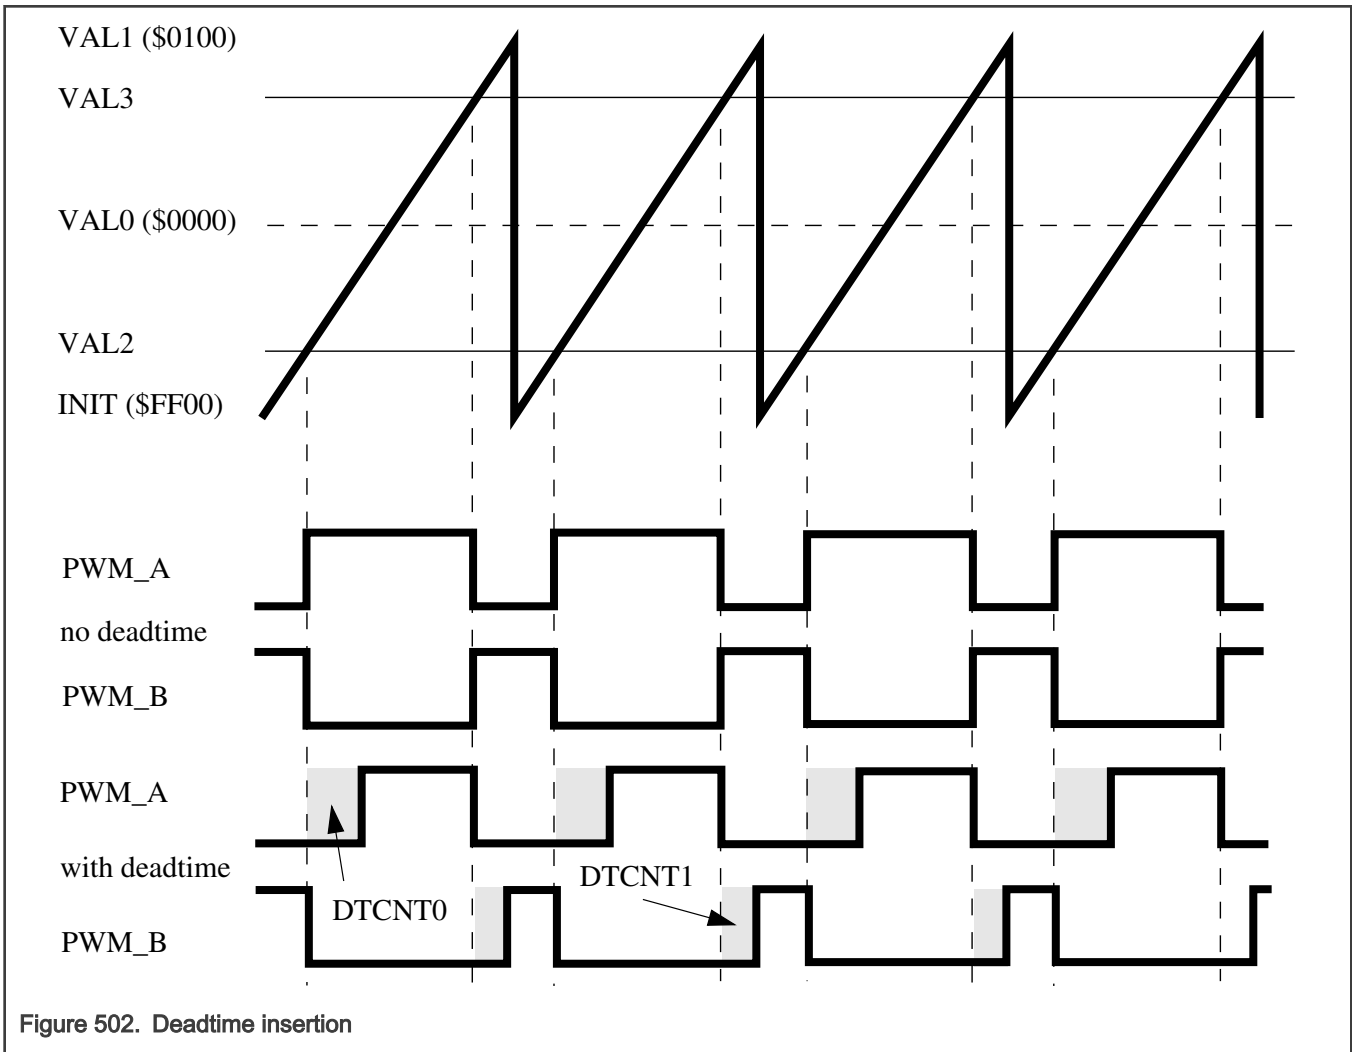 VAL1 ($0100)
VAL3
VAL0 ($0000)
VAL2
INIT ($FF00)
PWM_A
no deadtime
PWM_B
PWM_A
with deadtime
DTCNT1
DTCNT0
PWM_B
Figure 502. Deadtime insertion